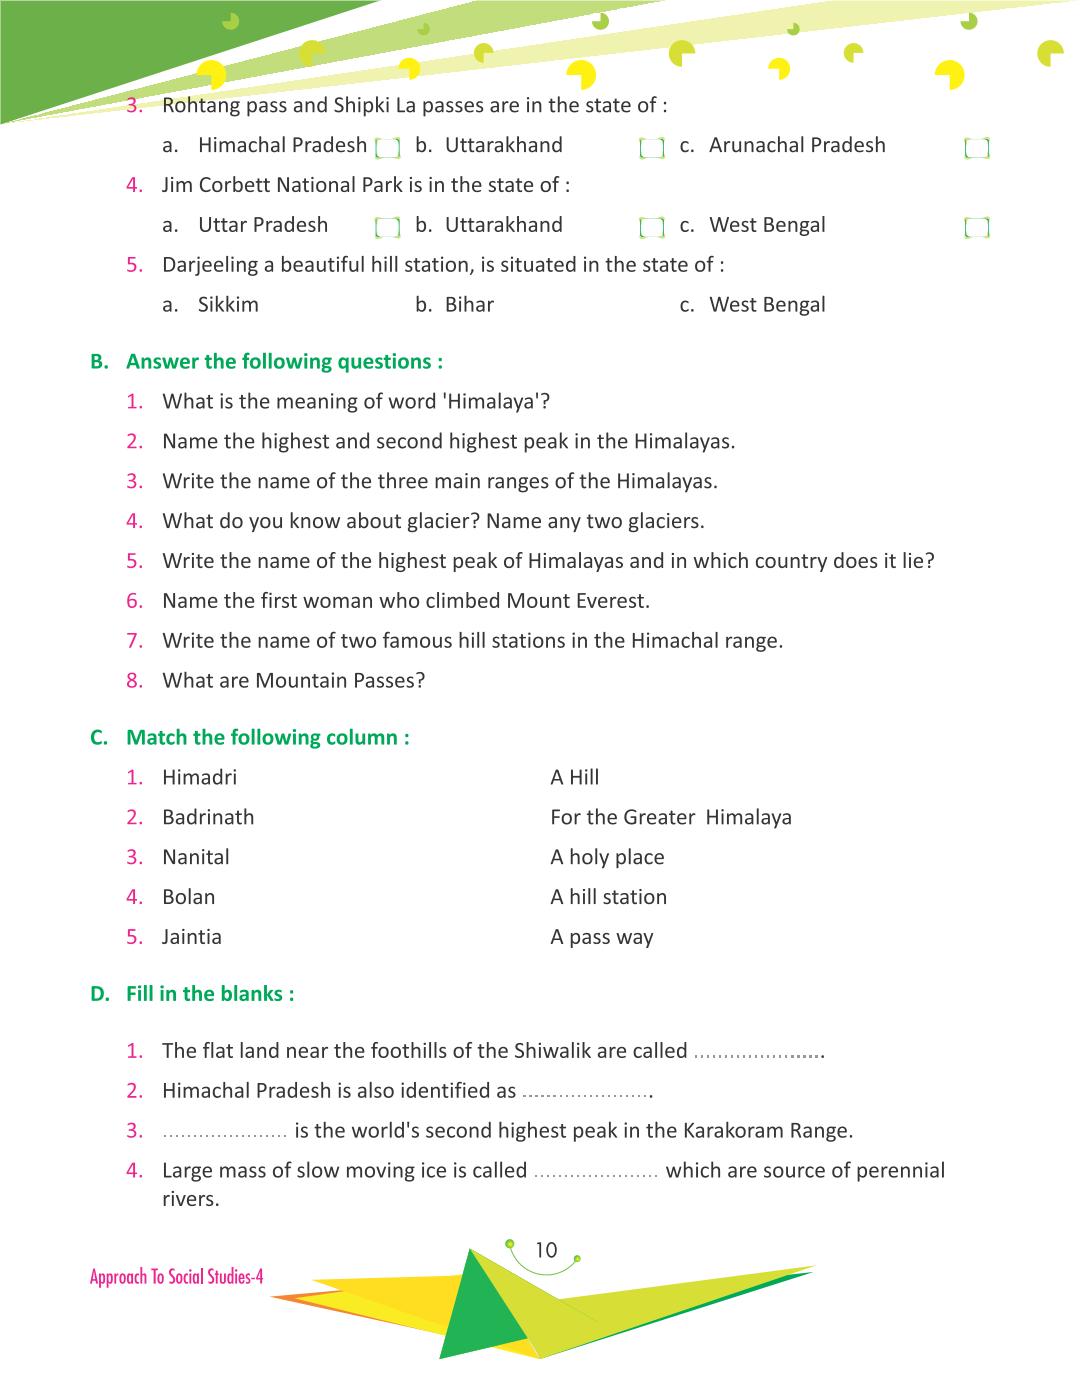 3. Rohtang pass and Shipki La passes are in the state of :
a. Himachal Pradesh b. Uttarakhand c. Arunachal Pradesh
4. Jim Corbett National Park is in the state of :
a. Uttar Pradesh b. Uttarakhand c. West Bengal
5. Darjeeling a beautiful hill station, is situated in the state of :
a. Sikkim b. Bihar c. West Bengal
B. Answer the following questions :
1. What is the meaning of word 'Himalaya'?
2. Name the highest and second highest peak in the Himalayas.
3. Write the name of the three main ranges of the Himalayas.
4. What do you know about glacier? Name any two glaciers.
5. Write the name of the highest peak of Himalayas and in which country does it lie?
6. Name the first woman who climbed Mount Everest.
7. Write the name of two famous hill stations in the Himachal range.
8. What are Mountain Passes?
C. Match the following column :
1. Himadri A Hill
2. Badrinath For the Greater Himalaya
3. Nanital A holy place
4. Bolan A hill station
5. Jaintia A pass way
D. Fill in the blanks :
1. The flat land near the foothills of the Shiwalik are called ......................
2. Himachal Pradesh is also identified as ......................
3. ..................... is the world's second highest peak in the Karakoram Range.
4. Large mass of slow moving ice is called ..................... which are source of perennial
rivers.
10
Approach To Social Studies-4